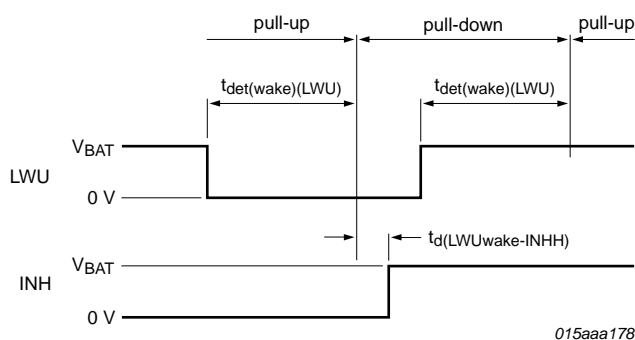 pull-up pull-down pull-up
tdet(wake)(LWU) tdet(wake)(LWU)
VBAT
LWU
0 V
td(LWUwake-INHH)
VBAT
INH
0 V
015aaa178